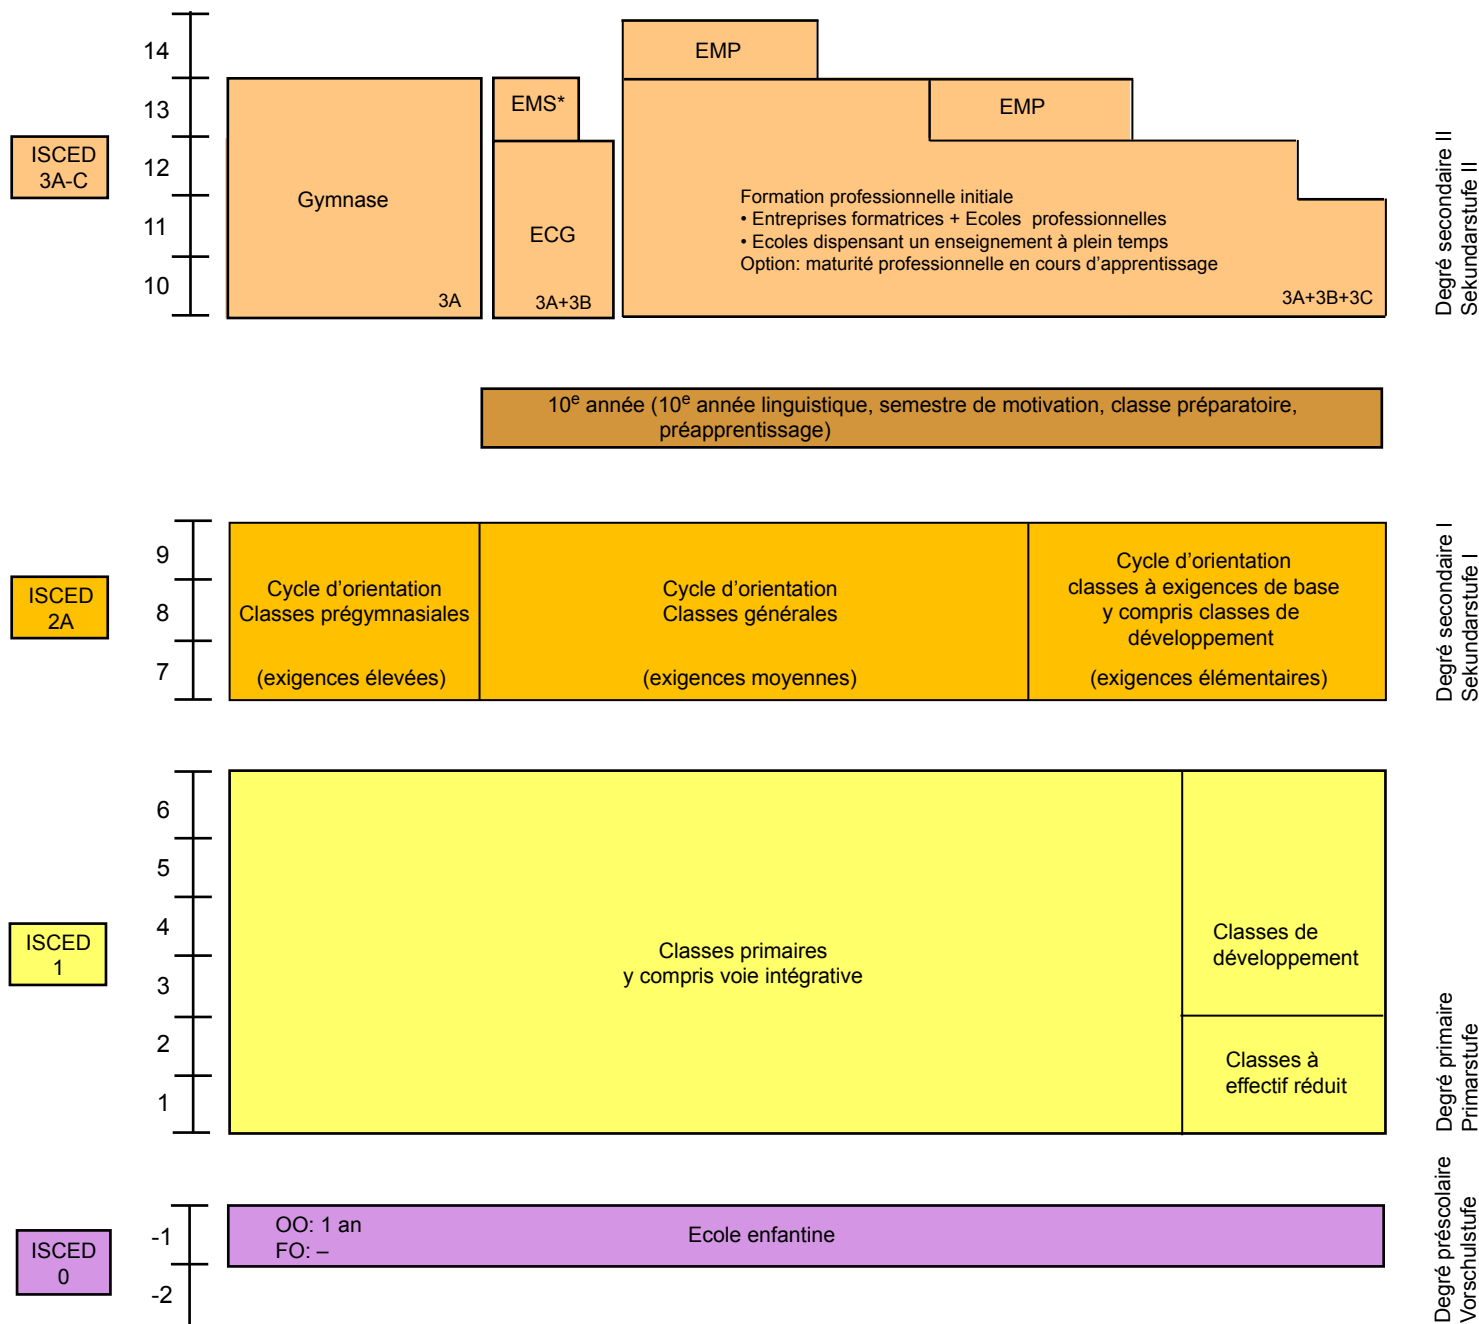 14
EMP
13
EMS*
EMP
ISCED
3A-C
12
11
10
Gymnase
3A
ECG
3A+3B
Formation professionnelle initiale
• Entreprises formatrices + Ecoles professionnelles
• Ecoles dispensant un enseignement à plein temps
Option: maturité professionnelle en cours d'apprentissage
3A+3B+3C
Degré secondaire II
Sekundarstufe II
10e année (10e année linguistique, semestre de motivation, classe préparatoire,
préapprentissage)
ISCED
2A
9
8
7
Cycle d'orientation
Classes prégymnasiales
(exigences élevées)
Cycle d'orientation
Classes générales
(exigences moyennes)
Cycle d'orientation
classes à exigences de base
y compris classes de
développement
(exigences élémentaires)
Degré secondaire I
Sekundarstufe I
ISCED
1
6
5
4
3
2
1
Classes primaires
y compris voie intégrative
Classes de
développement
Classes à
effectif réduit
Degré primaire
Primarstufe
ISCED
0
-1
-2
OO: 1 an
FO: –
Ecole enfantine
Degré préscolaire
Vorschulstufe